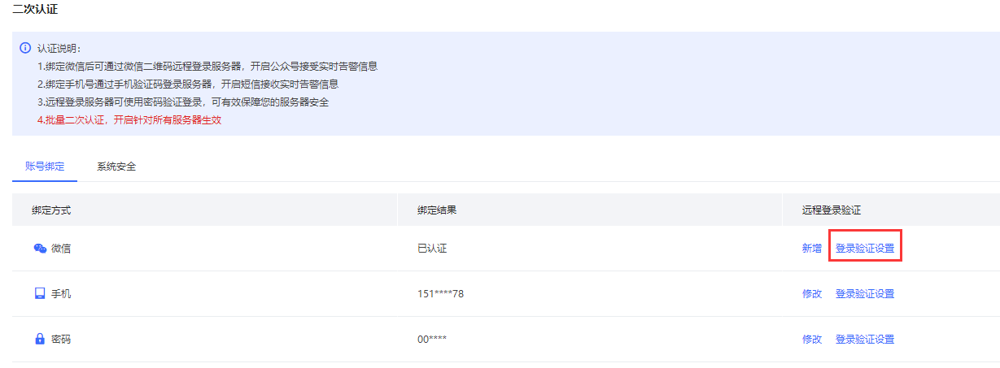 二次认证
认证说明：
1.绑定微信后可通过微信二维码远程登录服务器，开启公众号接受实时告警信息
2.绑定手机号通过手机验证码登录服务器，开启短信接收实时告警信息
3.远程登录服务器可使用密码验证登录，可有效保障您的服务器安全
4.批量二次认证，开启针对所有服务器生效
账号绑定 系统安全
绑定方式 绑定结果 远程登录验证
微信 已认证 新增 登录验证设置
手机 151****78 修改 登录验证设置
密码 00**** 修改 登录验证设置